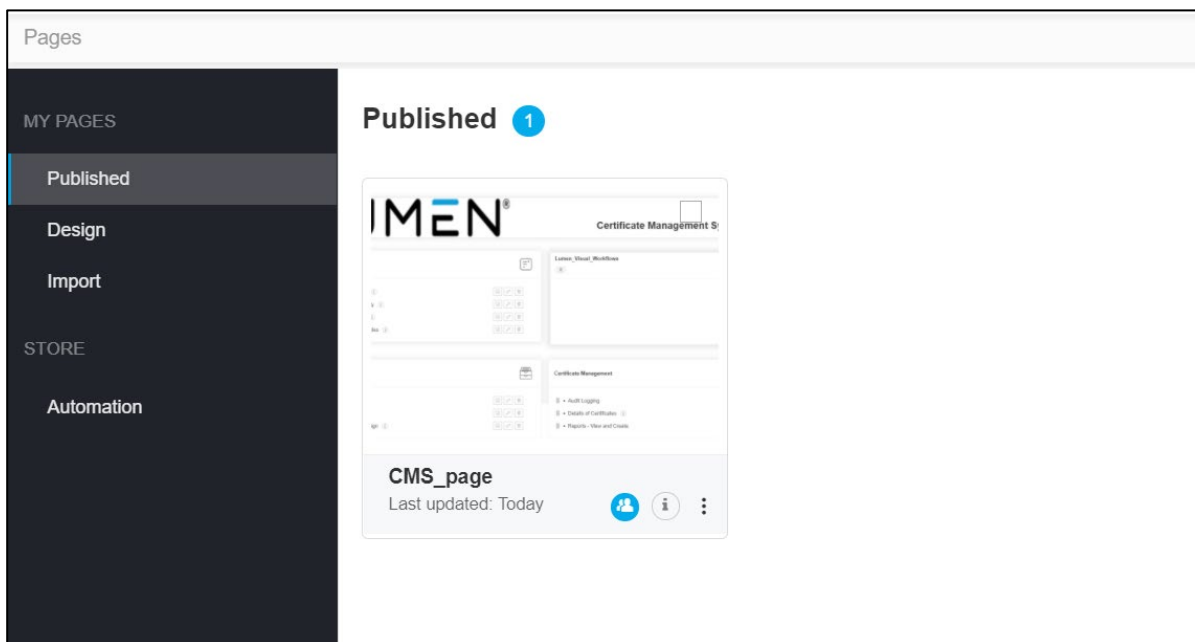 Pages
MY PAGES
Published
Design
Import
STORE
Automation
Published 1
UMEN®
Certificate Management S
Lumen_Visual_Workflows
Certificate Management
• Audit Logging
• Details of Certificates
• Reports - View and Create
CMS_page
Last updated: Today
i